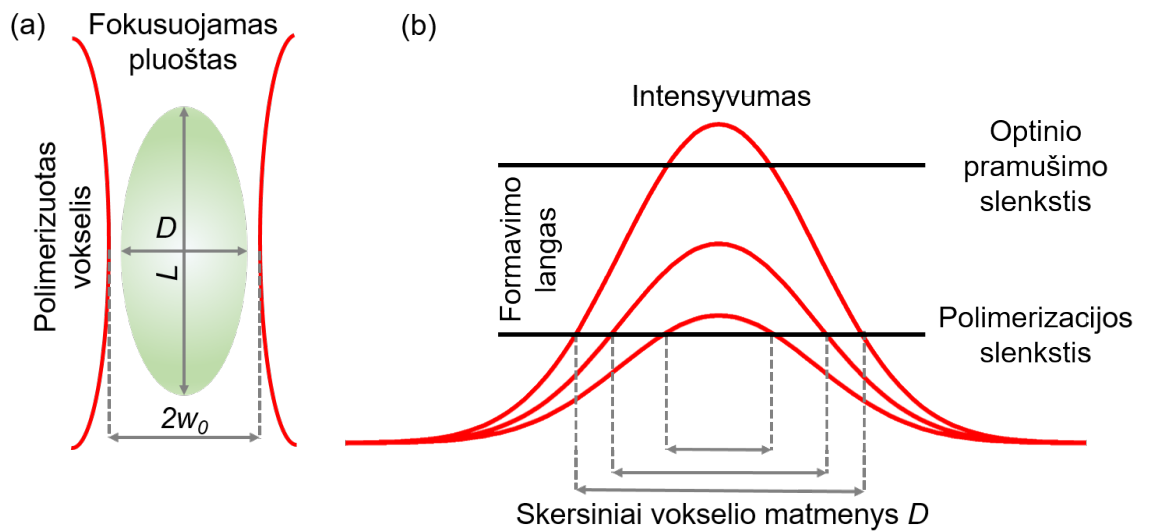 (a)
Fokusuojamas
pluoštas
Polimerizuotas
vokselis
D
L
2w₀
(b)
Intensyvumas
Optinio
pramušimo
slenkstis
Formavimo
langas
Polimerizacijos
slenkstis
Skersiniai vokselio matmenys D